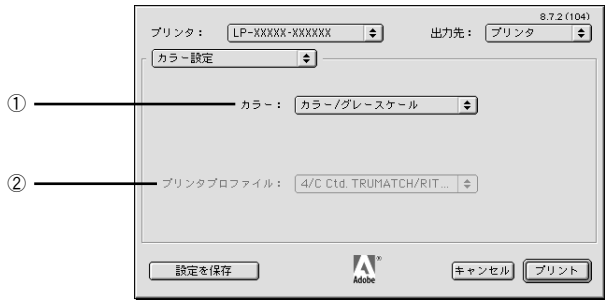 8.7.2 (104)
プリンタ： LP-XXXXX-XXXXXX 出力先： プリンタ
カラー設定
① カラー： カラー/グレースケール
② プリンタプロファイル： 4/C Ctd. TRUMATCH/RIT...
設定を保存 Adobe® キャンセル プリント